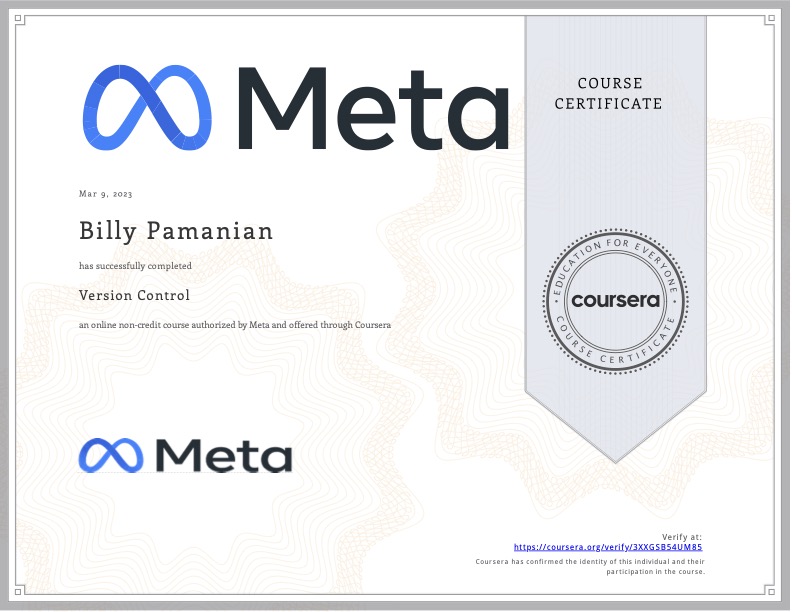 Meta
COURSE
CERTIFICATE
Mar 9, 2023
Billy Pamanian
has successfully completed
Version Control
an online non-credit course authorized by Meta and offered through Coursera
EDUCATION FOR EVERYONE
coursera
COURSE CERTIFICATE
Meta
Verify at:
https://coursera.org/verify/3XXGSB54UM85
Coursera has confirmed the identity of this individual and their
participation in the course.